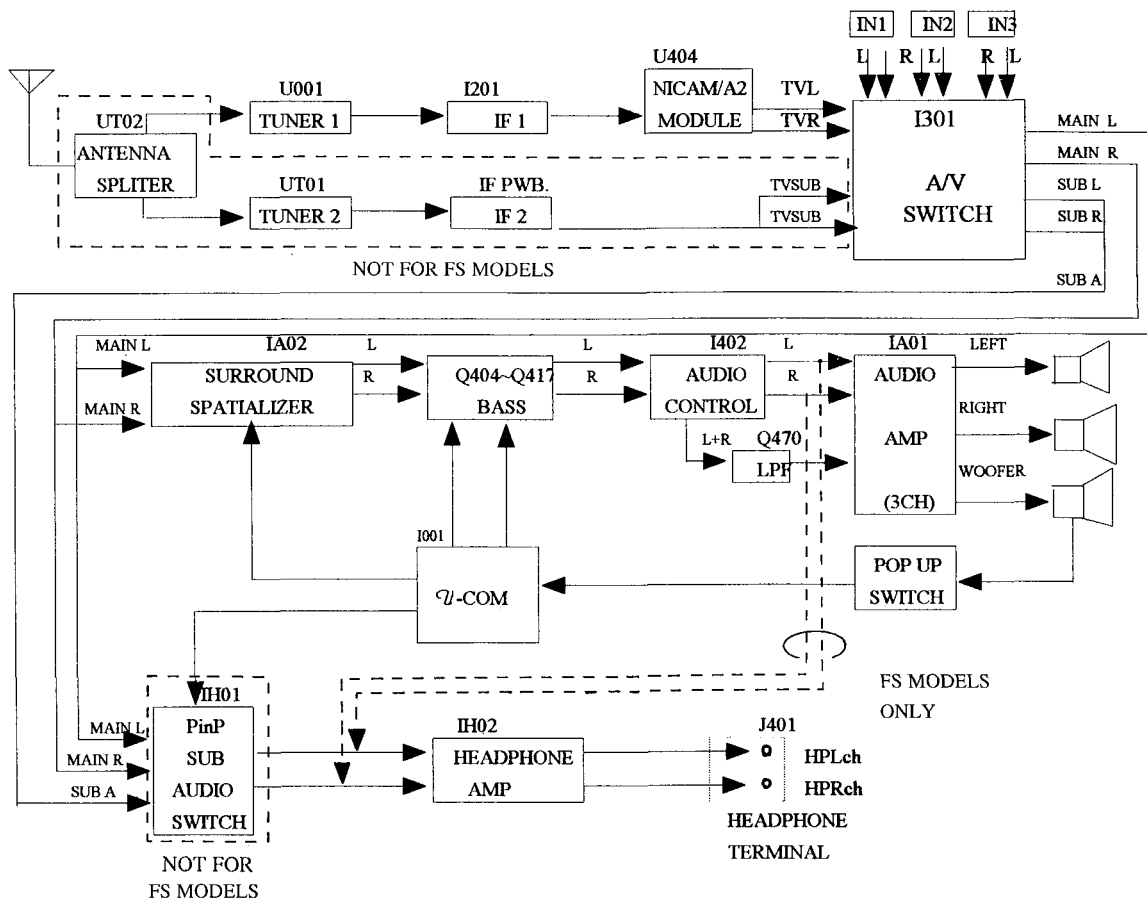 IN1 IN2 IN3
L R L R L
U404
NICAM/A2
MODULE
TVL
TVR
U001
TUNER 1
I201
IF 1
UT02
ANTENNA
SPLITER
UT01
TUNER 2
IF PWB.
IF 2
TVSUB
TVSUB
I301
A/V
SWITCH
MAIN L
MAIN R
SUB L
SUB R
SUB A
NOT FOR FS MODELS
MAIN L
MAIN R
IA02
SURROUND
SPATIALIZER
L
R
Q404~Q417
BASS
L
R
I402
AUDIO
CONTROL
L
R
L+R
Q470
LPF
IA01
AUDIO
AMP
(3CH)
LEFT
RIGHT
WOOFER
I001
U-COM
POP UP
SWITCH
FS MODELS
ONLY
MAIN L
MAIN R
SUB A
IH01
PinP
SUB
AUDIO
SWITCH
NOT FOR
FS MODELS
IH02
HEADPHONE
AMP
J401
HPLch
HPRch
HEADPHONE
TERMINAL